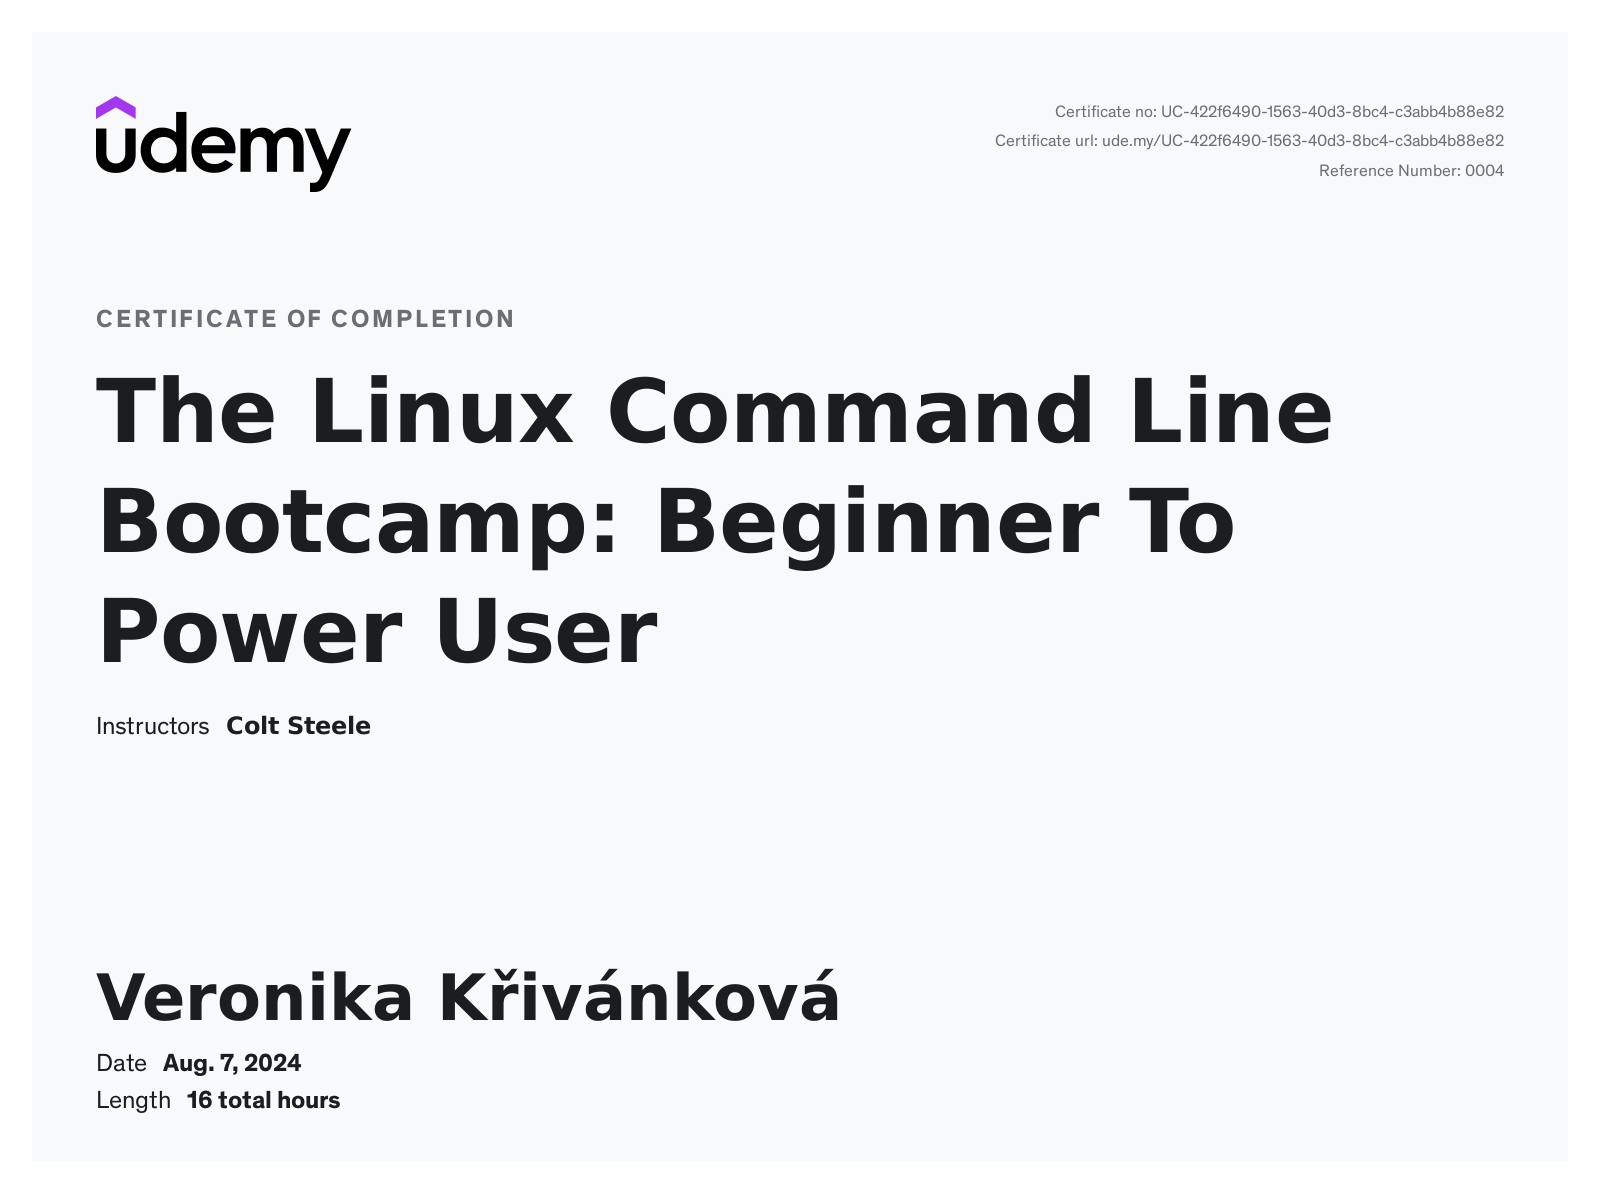 udemy
Certificate no: UC-422f6490-1563-40d3-8bc4-c3abb4b88e82
Certificate url: ude.my/UC-422f6490-1563-40d3-8bc4-c3abb4b88e82
Reference Number: 0004
CERTIFICATE OF COMPLETION
The Linux Command Line
Bootcamp: Beginner To
Power User
Instructors Colt Steele
Veronika Křivánková
Date Aug. 7, 2024
Length 16 total hours